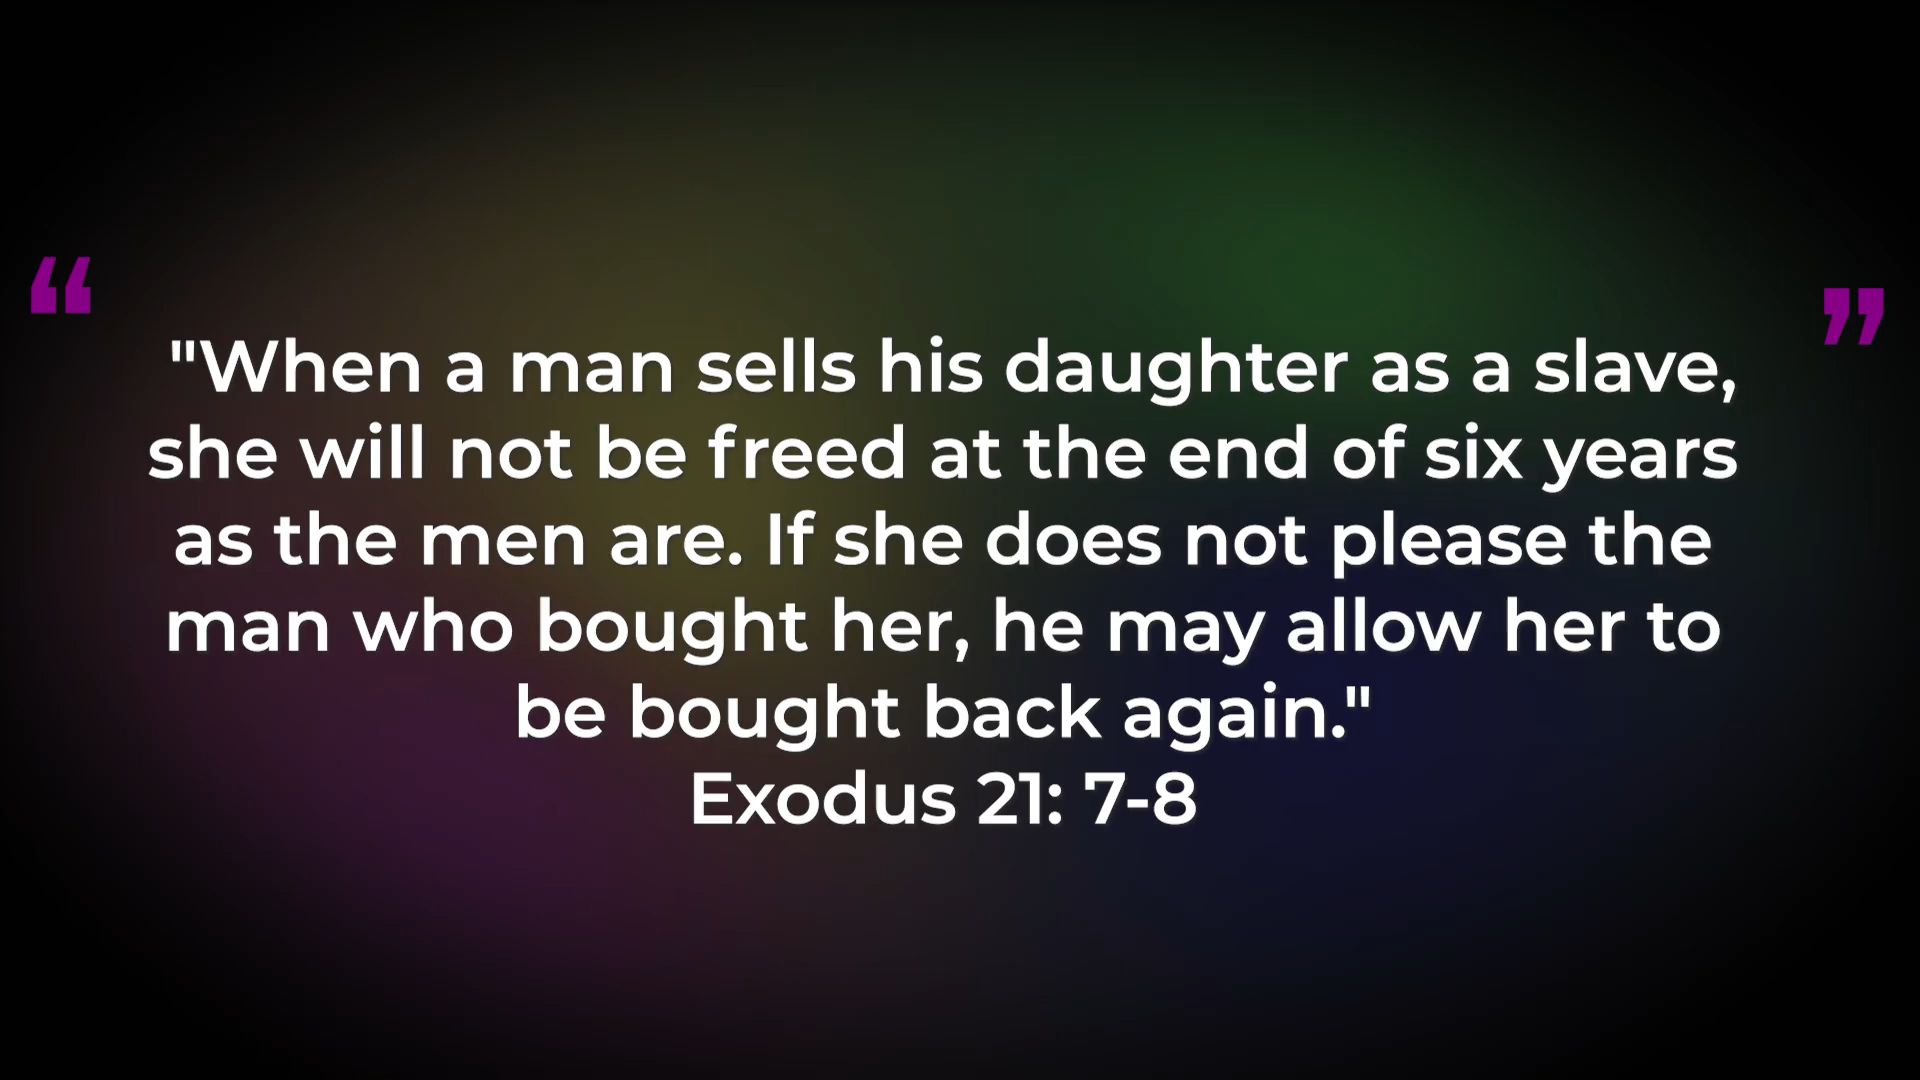 “ ”
"When a man sells his daughter as a slave,
she will not be freed at the end of six years
as the men are. If she does not please the
man who bought her, he may allow her to
be bought back again."
Exodus 21: 7-8